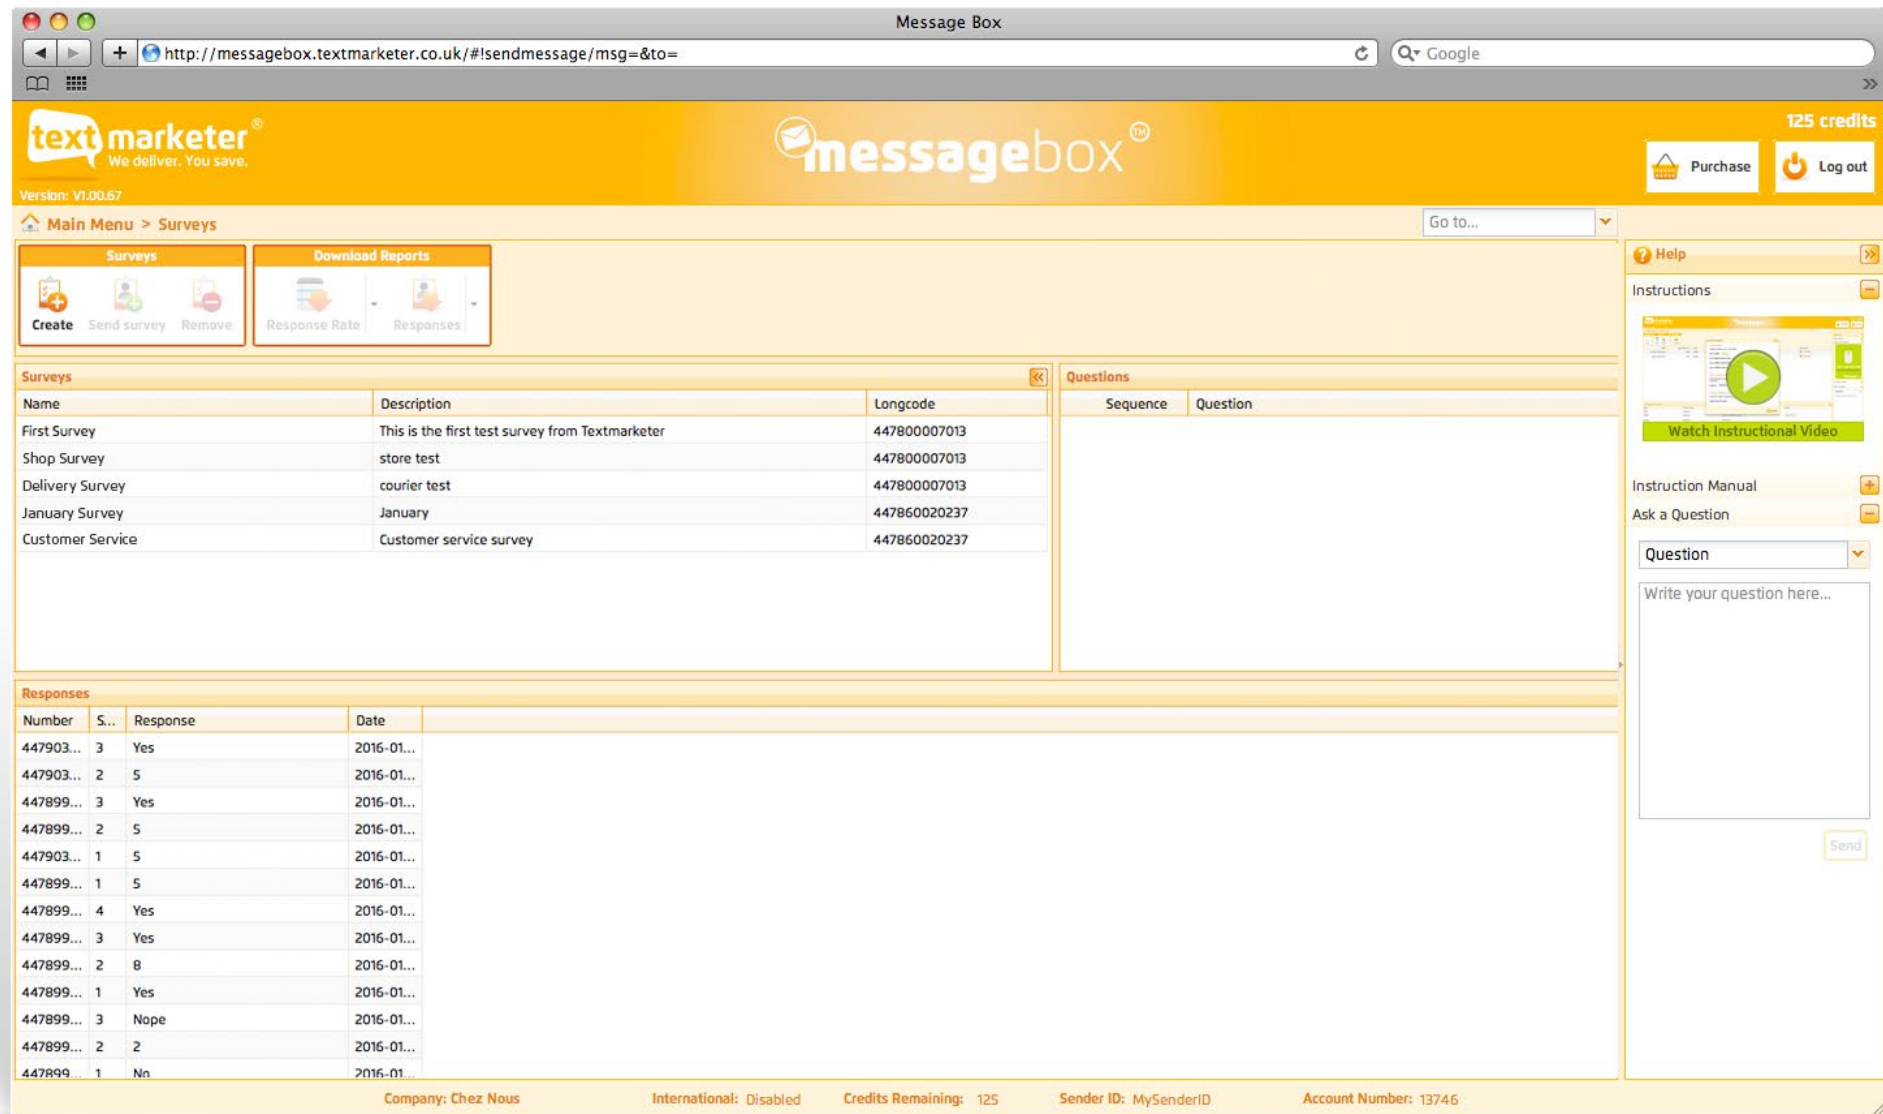 Message Box
http://messagebox.textmarketer.co.uk/#!sendmessage/msg=&to=
Google
text marketer®
We deliver. You save.
Version: V1.00.67
messagebox™
125 credits
Purchase
Log out
Main Menu > Surveys
Go to...
Surveys
Create Send survey Remove
Download Reports
Response Rate Responses
Surveys
Name Description Longcode
First Survey This is the first test survey from Textmarketer 447800007013
Shop Survey store test 447800007013
Delivery Survey courier test 447800007013
January Survey January 447860020237
Customer Service Customer service survey 447860020237
Questions
Sequence Question
Responses
Number S... Response Date
447903... 3 Yes 2016-01...
447903... 2 5 2016-01...
447899... 3 Yes 2016-01...
447899... 2 5 2016-01...
447903... 1 5 2016-01...
447899... 1 5 2016-01...
447899... 4 Yes 2016-01...
447899... 3 Yes 2016-01...
447899... 2 8 2016-01...
447899... 1 Yes 2016-01...
447899... 3 Nope 2016-01...
447899... 2 2 2016-01...
447899... 1 No 2016-01...
Help
Instructions
Watch Instructional Video
Instruction Manual
Ask a Question
Question
Write your question here...
Send
Company: Chez Nous International: Disabled Credits Remaining: 125 Sender ID: MySenderID Account Number: 13746